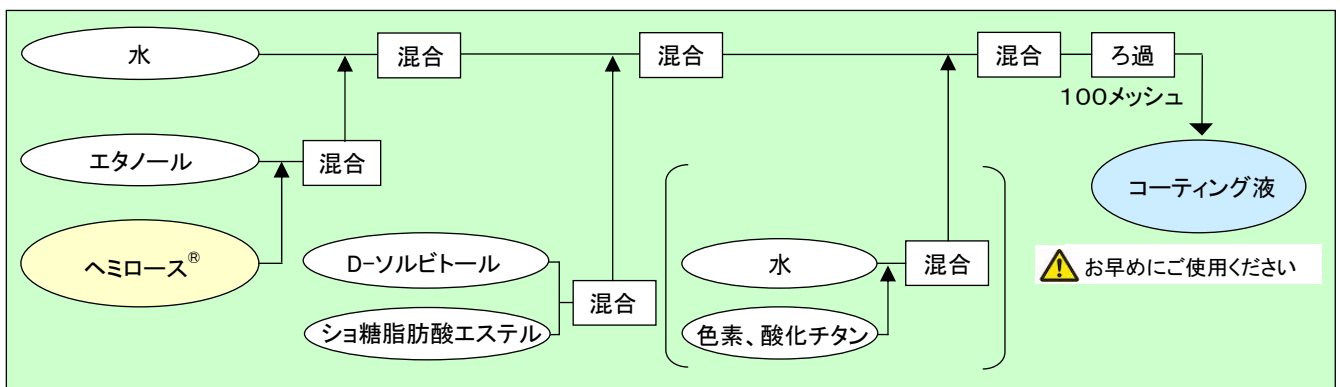 水
混合
混合
混合
ろ過
100メッシュ
エタノール
混合
コーティング液
ヘミロース®
D-ソルビトール
水
混合
お早めにご使用ください
混合
ショ糖脂肪酸エステル
色素、酸化チタン